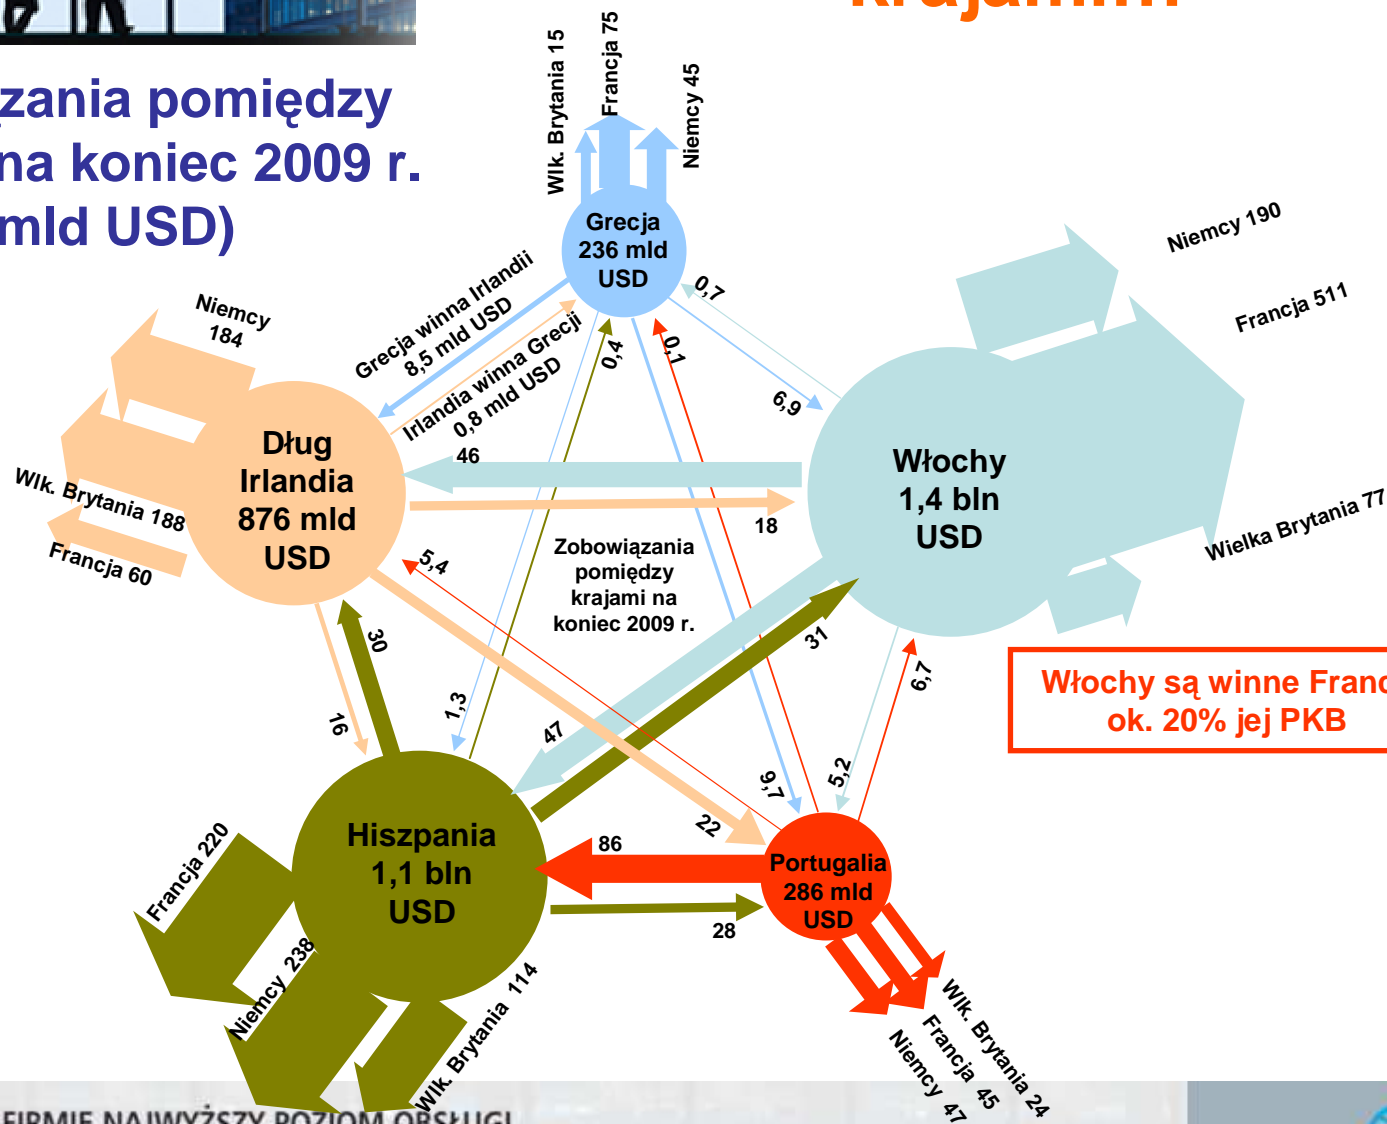 krajami...
zania pomiędzy
na koniec 2009 r.
mld USD)
Wlk. Brytania 15
Francja 75
Niemcy 45
Grecja
236 mld
USD
Niemcy 190
Francja 511
Wielka Brytania 77
Włochy
1,4 bln
USD
Włochy są winne Franc
ok. 20% jej PKB
Niemcy
184
Wlk. Brytania 188
Francja 60
Dług
Irlandia
876 mld
USD
Grecja winna Irlandii
8,5 mld USD
Irlandia winna Grecji
0,8 mld USD
0,4
0,1
0,7
6,9
46
18
Zobowiązania
pomiędzy
krajami na
koniec 2009 r.
5,4
30
16
1,3
47
31
22
9,7
5,2
6,7
86
28
Hiszpania
1,1 bln
USD
Francja 220
Niemcy 238
Wlk. Brytania 114
Portugalia
286 mld
USD
Wlk. Brytania 24
Francja 45
Niemcy 47
FIRMIE NAJWYŻSZY POZIOM OBSŁUGI